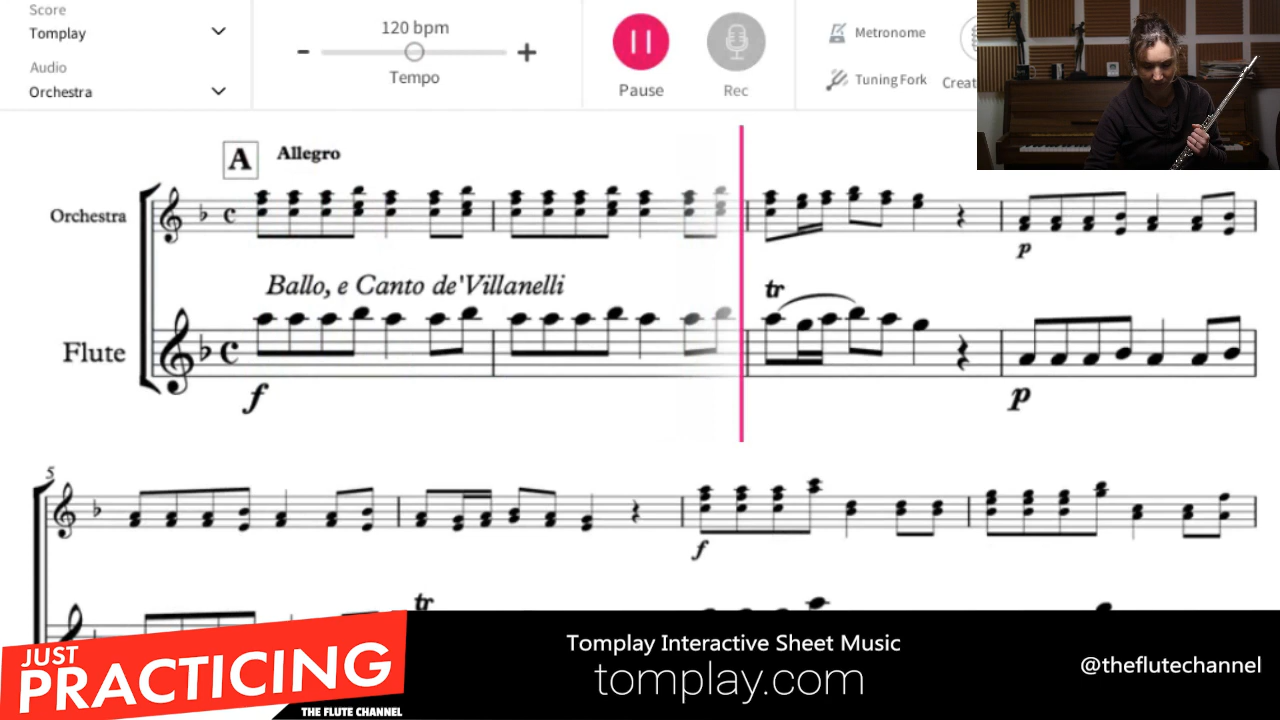 Score
Tomplay
Audio
Orchestra
120 bpm
- +
Tempo
Pause
Rec
Metronome
Tuning Fork
Creat
A Allegro
Orchestra
p
Ballo, e Canto de'Villanelli
tr
Flute
f
p
5
f
tr
JUST
PRACTICING
THE FLUTE CHANNEL
Tomplay Interactive Sheet Music
tomplay.com
@theflutechannel